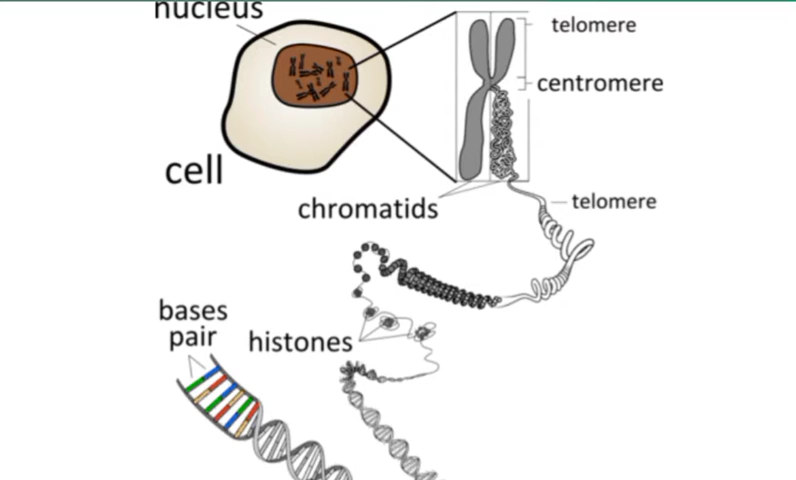 nucleus
telomere
centromere
cell
chromatids
telomere
bases
pair
histones